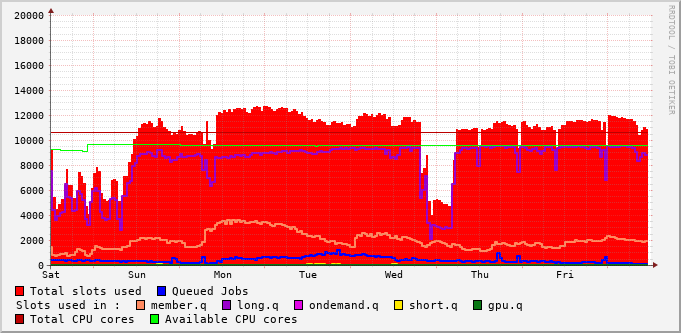 20000
18000
16000
14000
12000
10000
8000
6000
4000
2000
0
Sat Sun Mon Tue Wed Thu Fri
RRDTOOL / TOBI OETIKER
Total slots used Queued Jobs
Slots used in : member.q long.q ondemand.q short.q gpu.q
Total CPU cores Available CPU cores